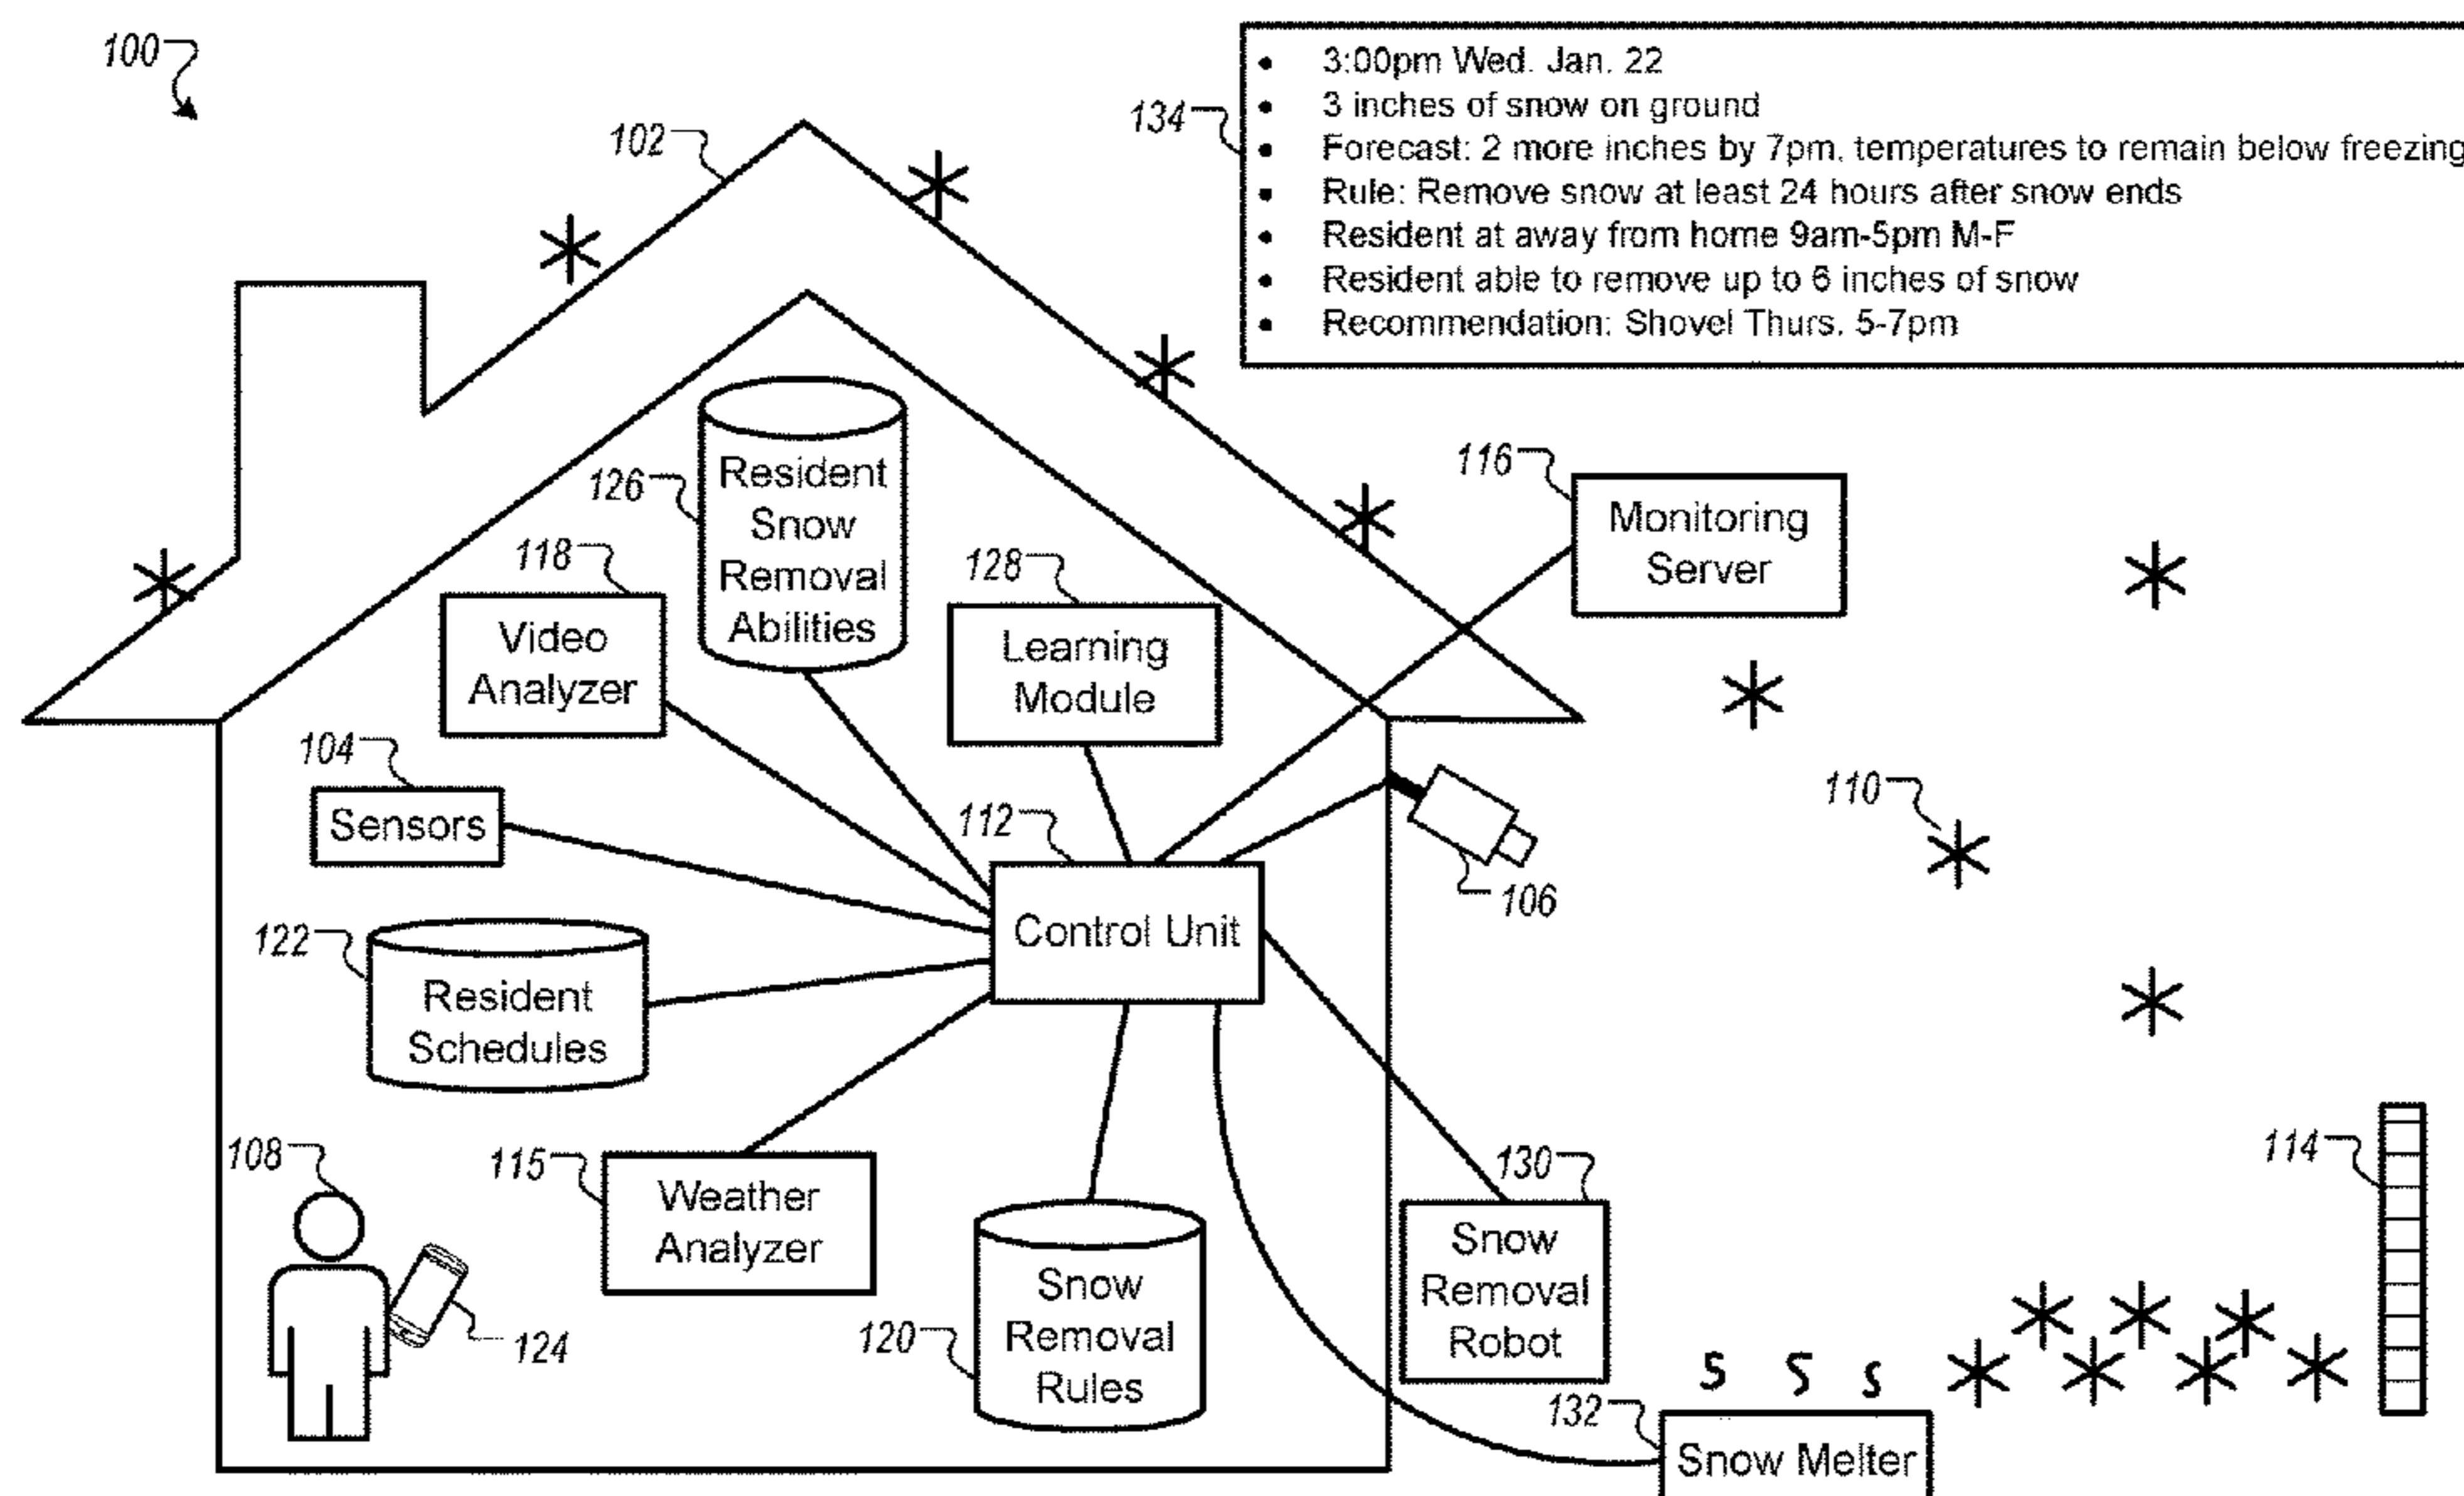 100
134
• 3:00pm Wed. Jan. 22
• 3 inches of snow on ground
• Forecast: 2 more inches by 7pm, temperatures to remain below freezing
• Rule: Remove snow at least 24 hours after snow ends
• Resident at away from home 9am-5pm M-F
• Resident able to remove up to 6 inches of snow
• Recommendation: Shovel Thurs. 5-7pm
102
126
Resident
Snow
Removal
Abilities
116
Monitoring
Server
118
Video
Analyzer
128
Learning
Module
104
Sensors
112
Control Unit
106
110
122
Resident
Schedules
108
124
115
Weather
Analyzer
120
Snow
Removal
Rules
130
Snow
Removal
Robot
114
132
Snow Melter